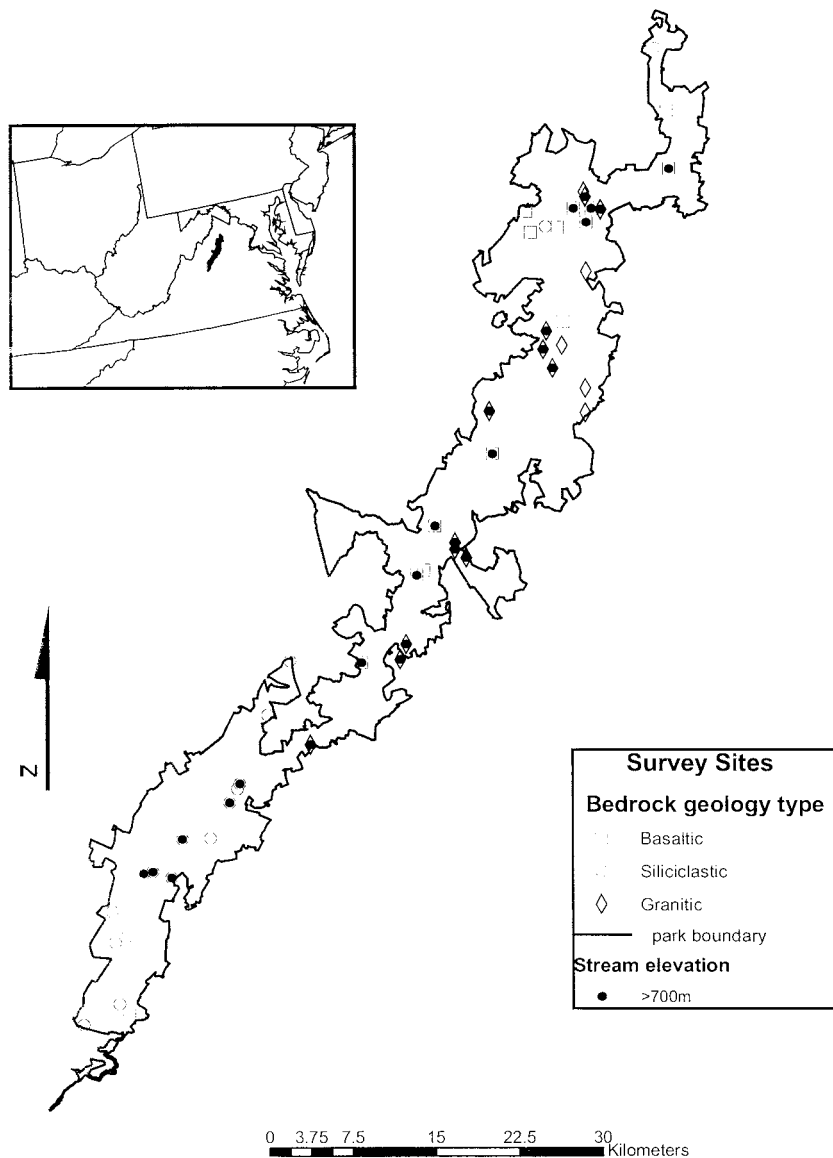 N
Survey Sites
Bedrock geology type
Basaltic
Siliciclastic
Granitic
park boundary
Stream elevation
>700m
0 3.75 7.5 15 22.5 30
Kilometers